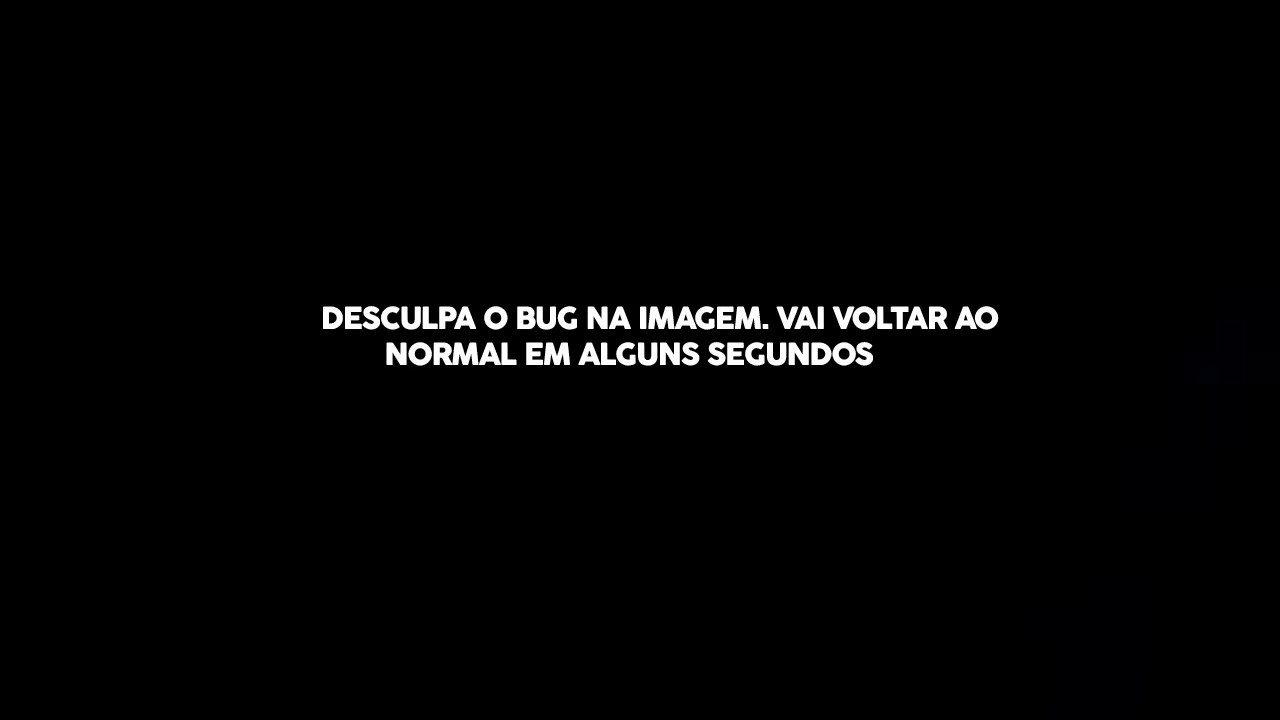 DESCULPA O BUG NA IMAGEM. VAI VOLTAR AO
NORMAL EM ALGUNS SEGUNDOS